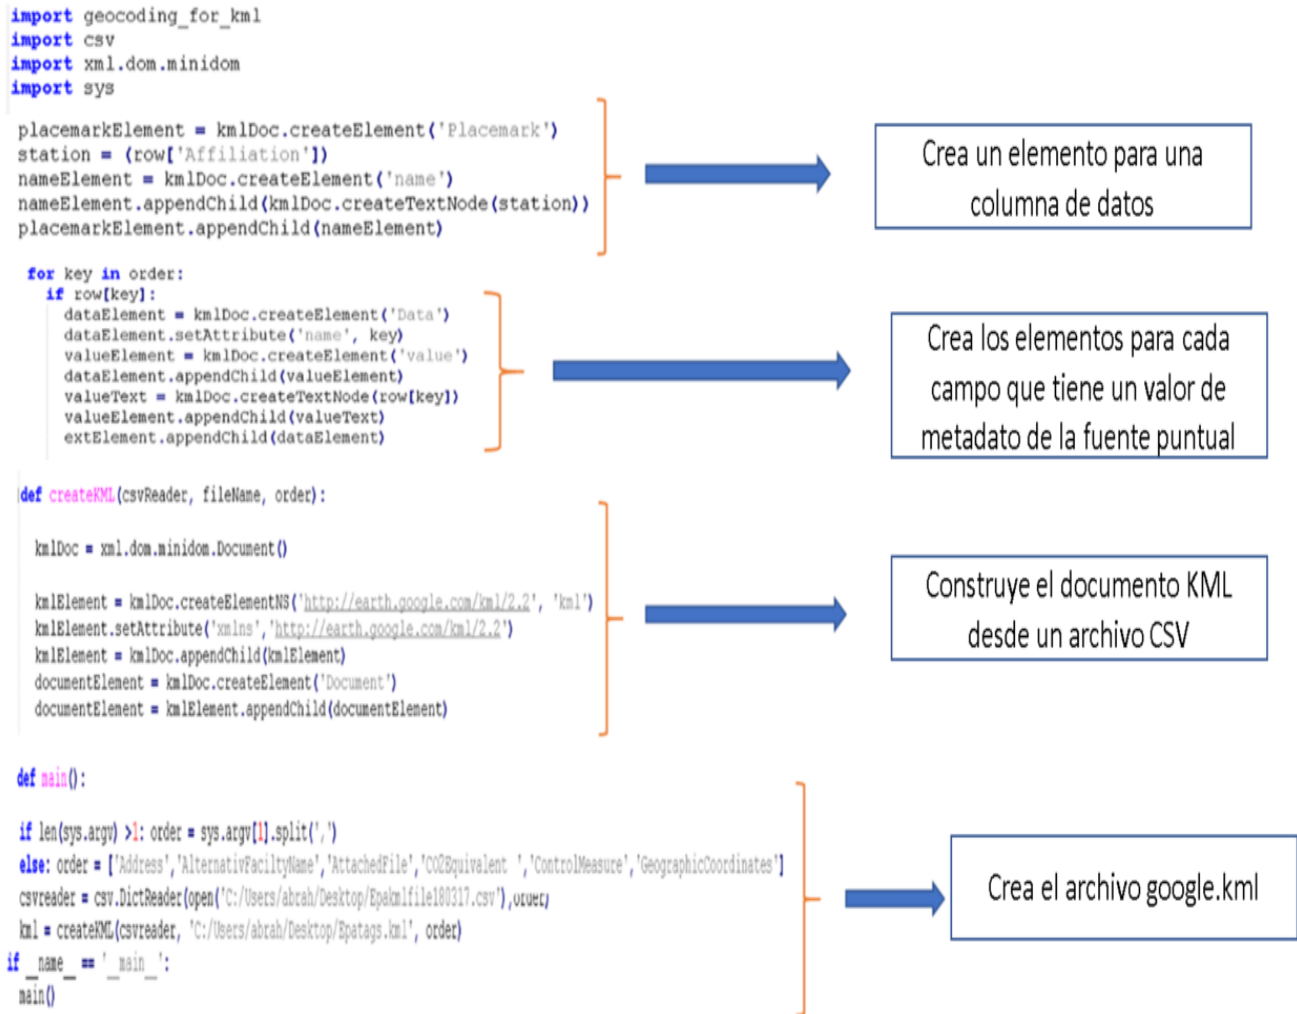 import geocoding_for_kml
import csv
import xml.dom.minidom
import sys
placemarkElement = kmlDoc.createElement('Placemark')
station = (row['Affiliation'])
nameElement = kmlDoc.createElement('name')
nameElement.appendChild(kmlDoc.createTextNode(station))
placemarkElement.appendChild(nameElement)
Crea un elemento para una
columna de datos
for key in order:
if row[key]:
dataElement = kmlDoc.createElement('Data')
dataElement.setAttribute('name', key)
valueElement = kmlDoc.createElement('value')
dataElement.appendChild(valueElement)
valueText = kmlDoc.createTextNode(row[key])
valueElement.appendChild(valueText)
extElement.appendChild(dataElement)
Crea los elementos para cada
campo que tiene un valor de
metadato de la fuente puntual
def createKML(csvReader, fileName, order):
kmlDoc = xml.dom.minidom.Document()
kmlElement = kmlDoc.createElementNS('http://earth.google.com/kml/2.2', 'kml')
kmlElement.setAttribute('xmlns','http://earth.google.com/kml/2.2')
kmlElement = kmlDoc.appendChild(kmlElement)
documentElement = kmlDoc.createElement('Document')
documentElement = kmlElement.appendChild(documentElement)
Construye el documento KML
desde un archivo CSV
def main():
if len(sys.argv) >1: order = sys.argv[1].split(',')
else: order = ['Address','AlternativFaciltyName','AttachedFile','CO2Equivalent ','ControlMeasure','GeographicCoordinates']
csvreader = csv.DictReader(open('C:/Users/abrah/Desktop/Epakmlfile180317.csv'),order)
kml = createKML(csvreader, 'C:/Users/abrah/Desktop/Epatags.kml', order)
if __name__ == '__main__':
main()
Crea el archivo google.kml